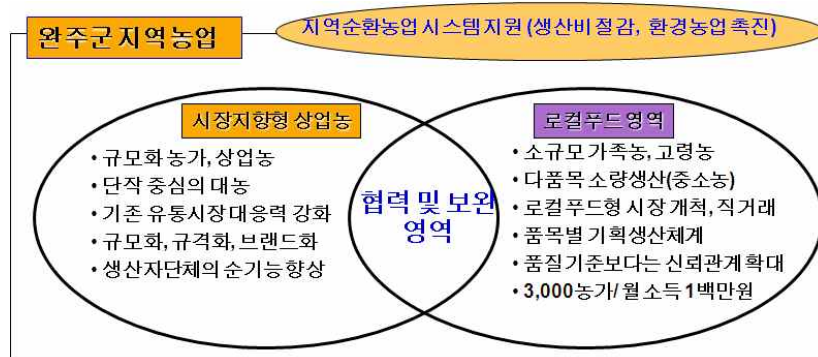 완주군 지역농업
지역순환농업 시스템 지원 (생산비 절감, 환경농업 촉진)
시장지향형 상업농
• 규모화 농가, 상업농
• 단작 중심의 대농
• 기존 유통시장 대응력 강화
• 규모화, 규격화, 브랜드화
• 생산자단체의 순기능 향상
협력 및 보완
영역
로컬푸드 영역
• 소규모 가족농, 고령농
• 다품목 소량생산(중소농)
• 로컬푸드형 시장 개척, 직거래
• 품목별 기획생산체계
• 품질기준보다는 신뢰관계 확대
• 3,000농가/ 월 소득 1백만원